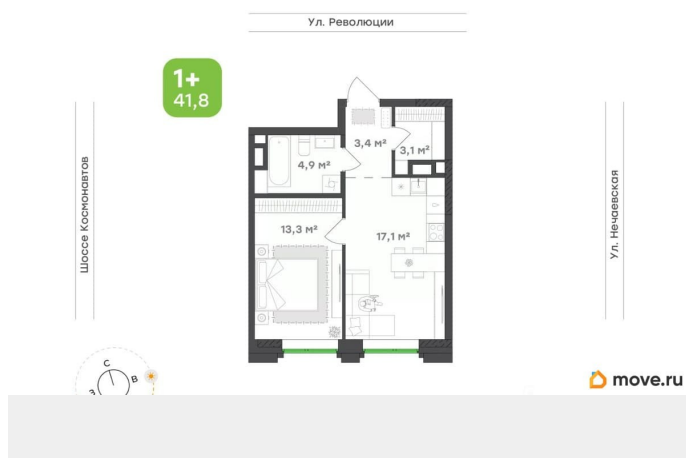 Ул. Революции
1+
41,8
3,4 м²
3,1 м²
4,9 м²
13,3 м²
17,1 м²
Шоссе Космонавтов
Ул. Нечаевская
С
В
З
move.ru